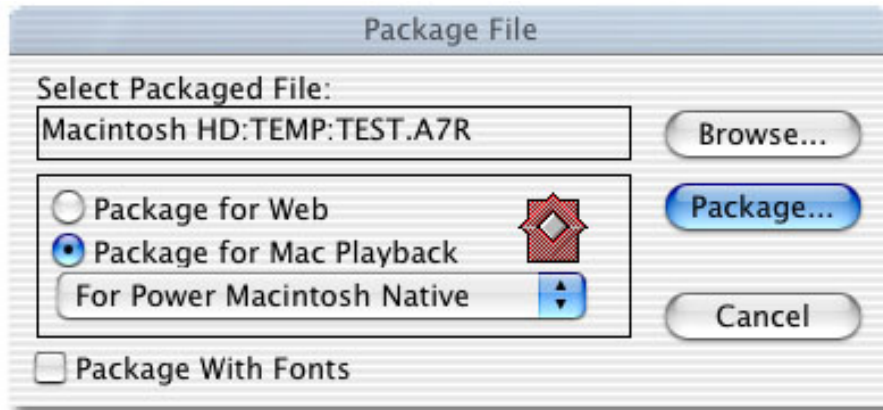 Package File
Select Packaged File:
Macintosh HD:TEMP:TEST.A7R
Browse...
Package for Web
Package...
Package for Mac Playback
For Power Macintosh Native
Cancel
Package With Fonts